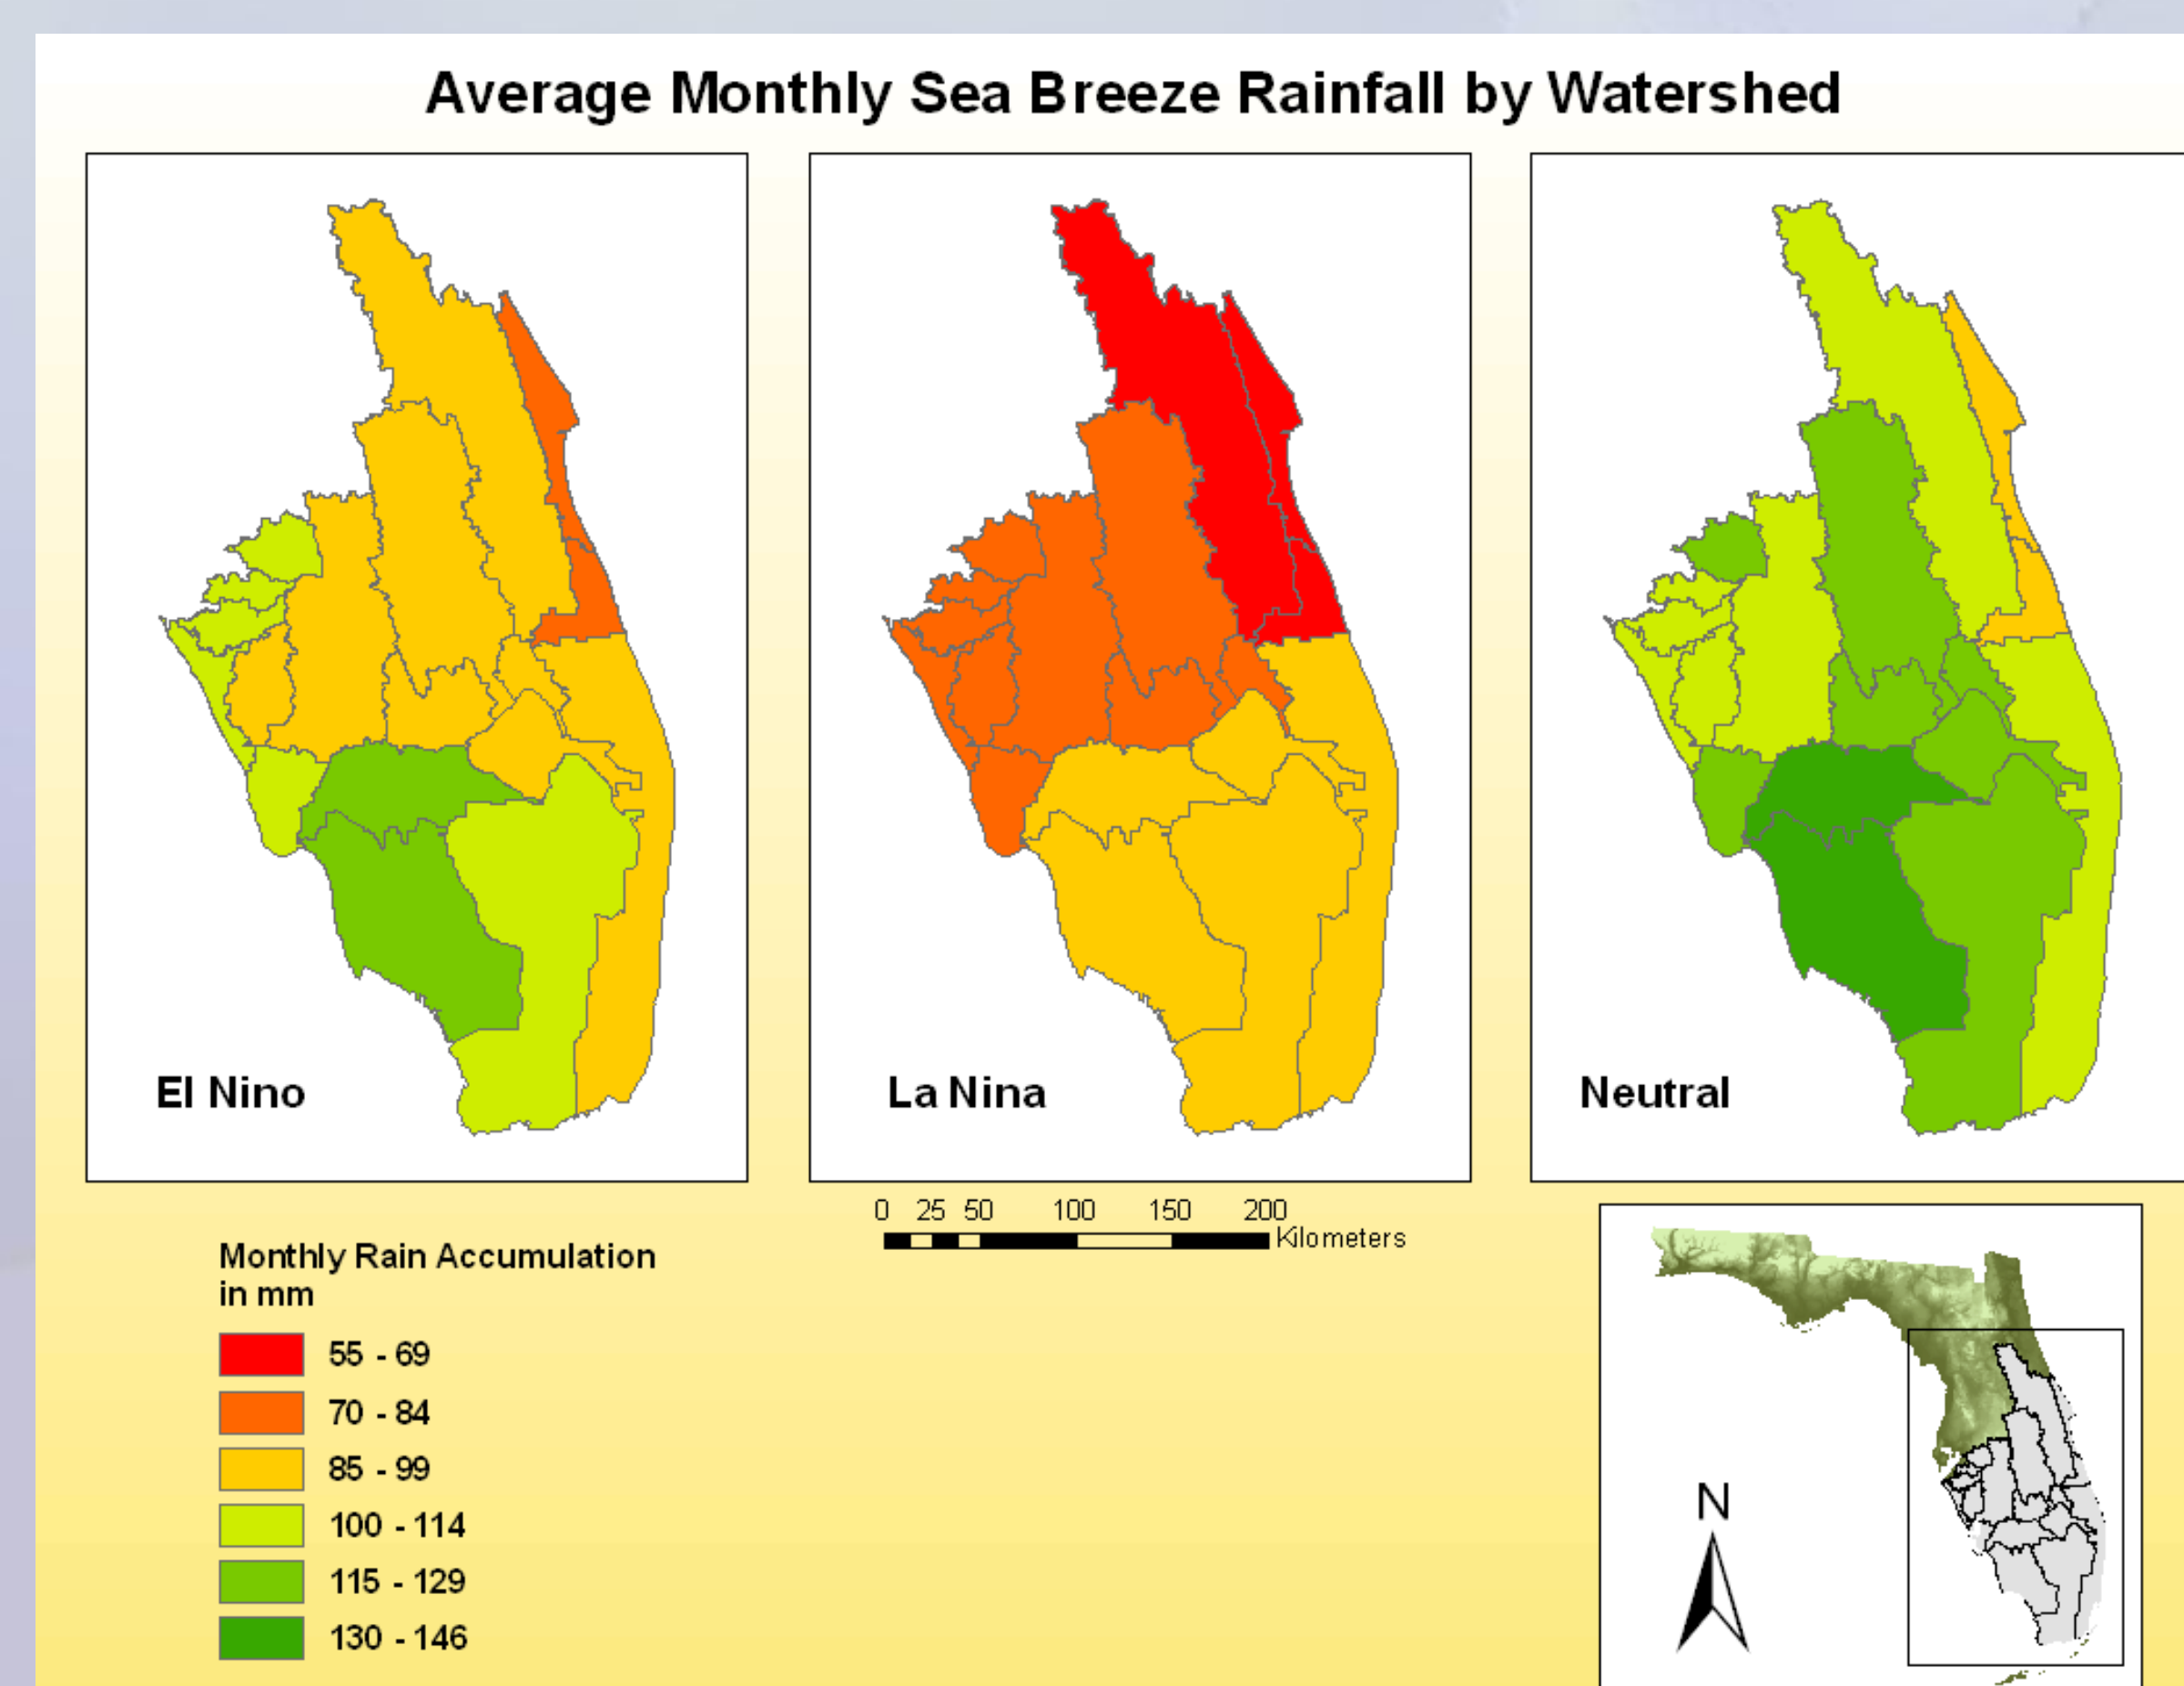 Average Monthly Sea Breeze Rainfall by Watershed
El Nino
La Nina
Neutral
0 25 50 100 150 200
Kilometers
Monthly Rain Accumulation
in mm
55 - 69
70 - 84
85 - 99
100 - 114
115 - 129
130 - 146
N